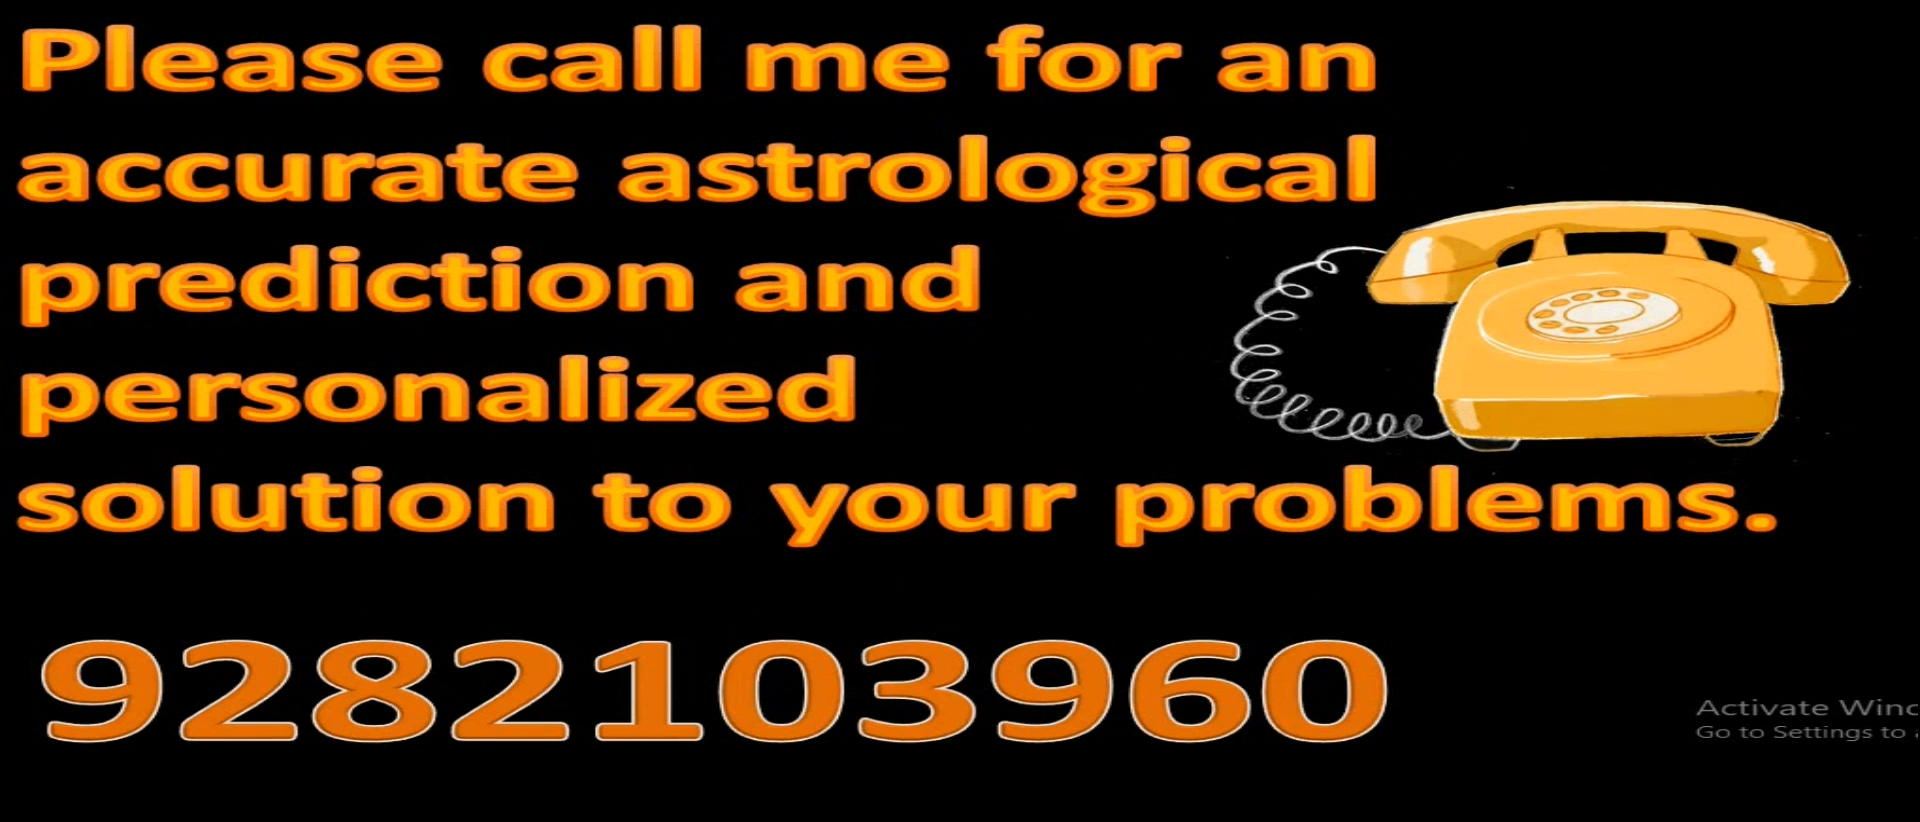 Please call me for an
accurate astrological
prediction and
personalized
solution to your problems.
9282103960
Activate Winc
Go to Settings to